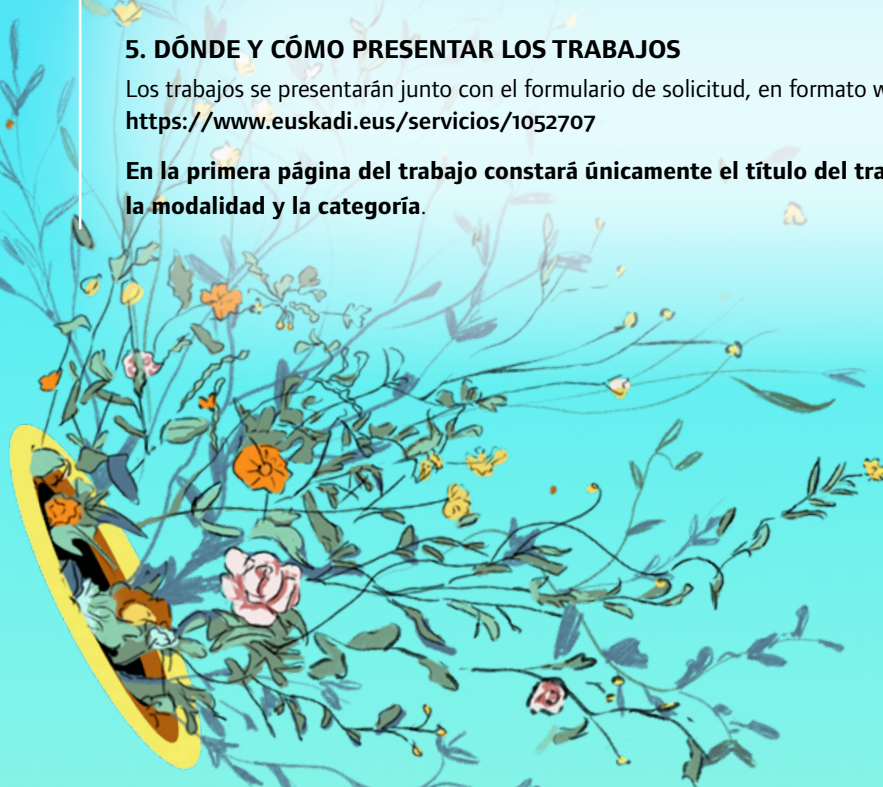 5. DÓNDE Y CÓMO PRESENTAR LOS TRABAJOS
Los trabajos se presentarán junto con el formulario de solicitud, en formato
https://www.euskadi.eus/servicios/1052707
En la primera página del trabajo constará únicamente el título del
la modalidad y la categoría.